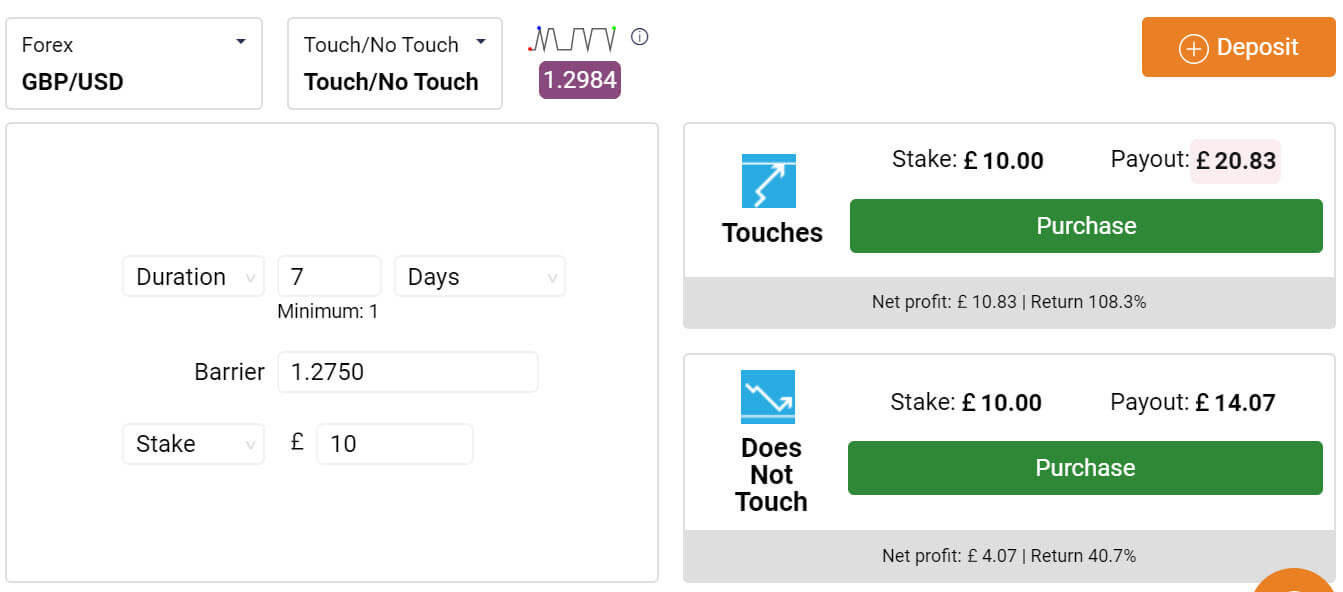 Forex
GBP/USD
Touch/No Touch
Touch/No Touch
1.2984
Deposit
Duration 7 Days
Minimum: 1
Barrier 1.2750
Stake £ 10
Touches
Stake: £ 10.00 Payout: £ 20.83
Purchase
Net profit: £ 10.83 | Return 108.3%
Does
Not
Touch
Stake: £ 10.00 Payout: £ 14.07
Purchase
Net profit: £ 4.07 | Return 40.7%